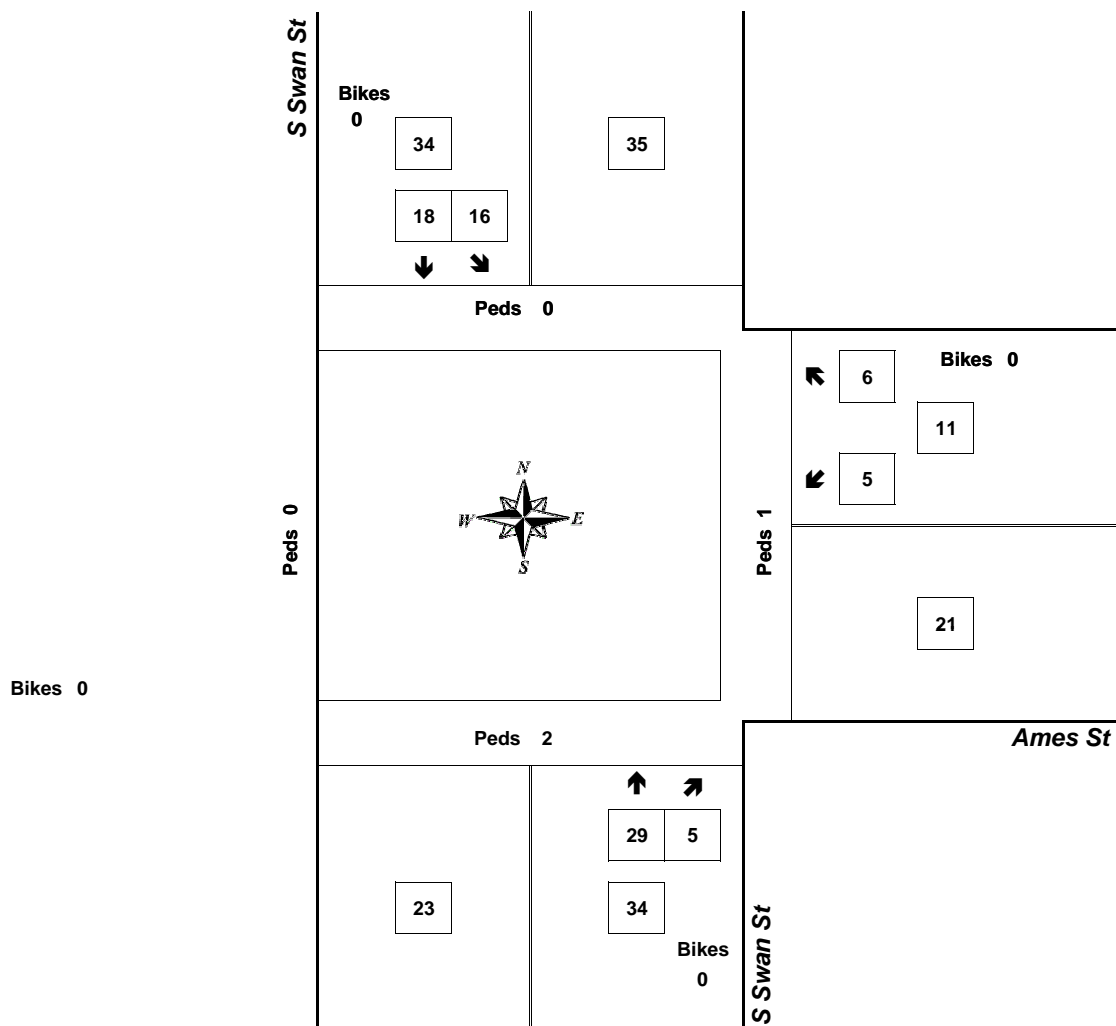 S Swan St
Bikes
0
34
35
18 16
Peds 0
6
Bikes 0
11
5
N
W E
S
Peds 0
Peds 1
21
Bikes 0
Peds 2
Ames St
29 5
23
34
Bikes
0
S Swan St